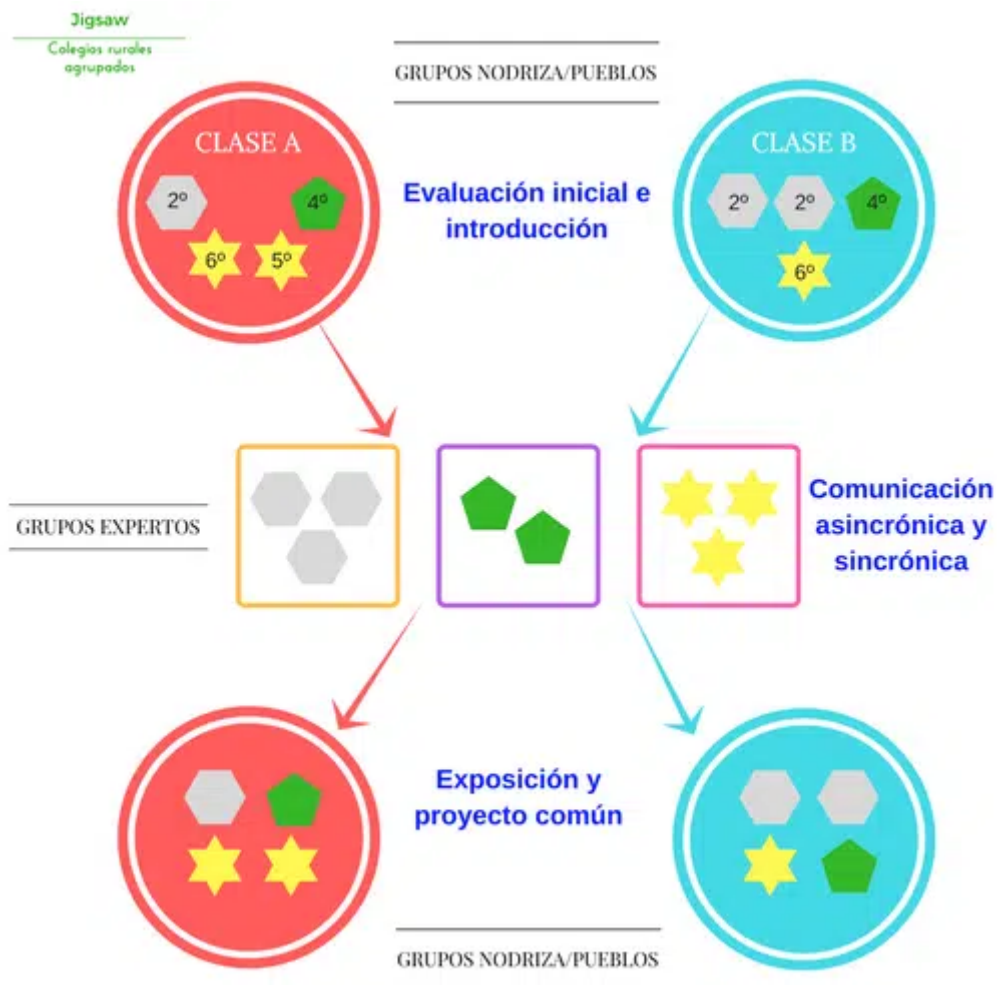 Jigsaw
Colegios rurales
agrupados
GRUPOS NODRIZA/PUEBLOS
CLASE A
2º
4º
6º
5º
Evaluación inicial e
introducción
CLASE B
2º
2º
4º
6º
GRUPOS EXPERTOS
Comunicación
asincrónica y
sincrónica
Exposición y
proyecto común
GRUPOS NODRIZA/PUEBLOS